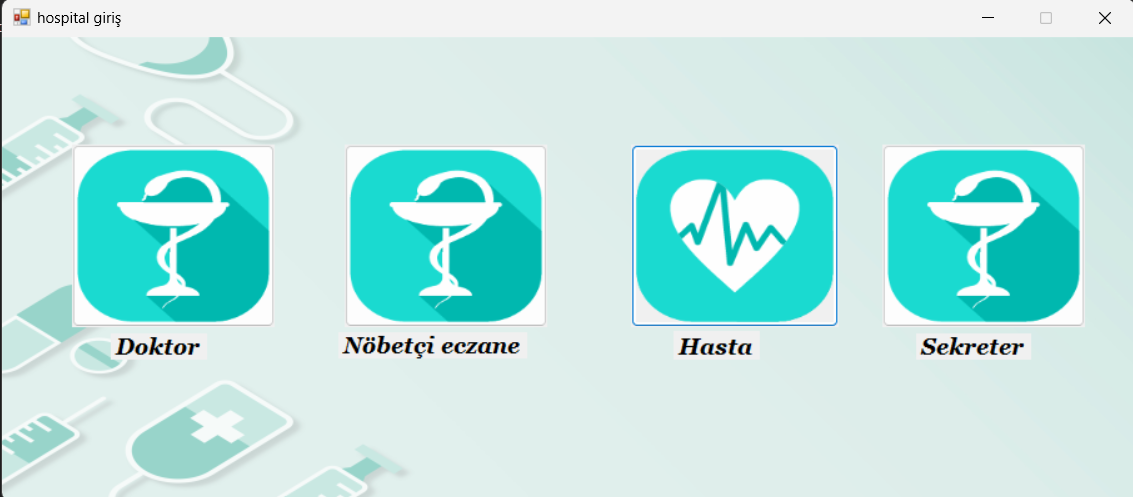 hospital giriş
Doktor
Nöbetçi eczane
Hasta
Sekreter